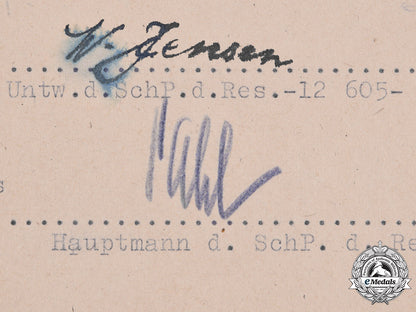 W. Jensen
Untw.d.SchP.d.Res.-12 605-
s
Hauptmann d. SchP. d. Re
eMedals